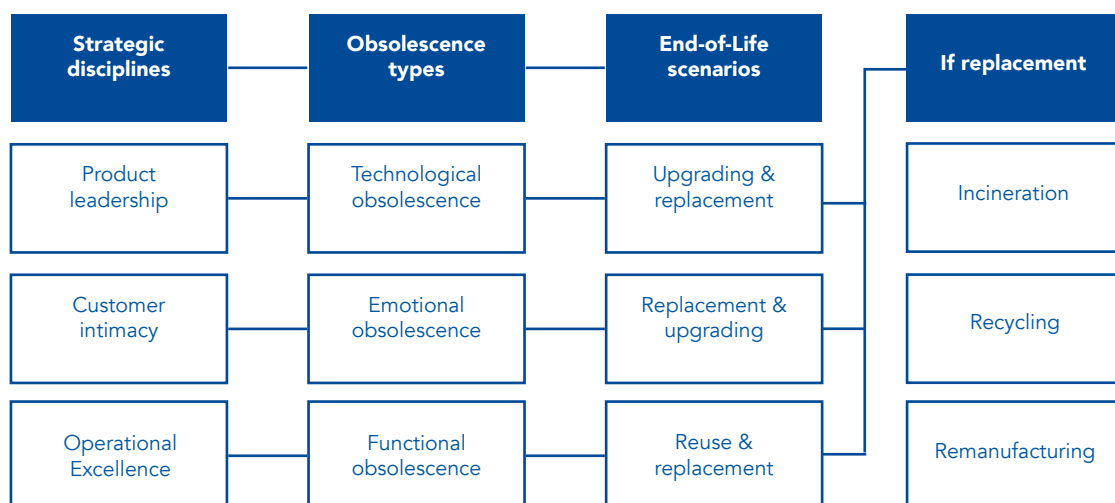 Strategic
disciplines
Obsolescence
types
End-of-Life
scenarios
If replacement
Product
leadership
Technological
obsolescence
Upgrading &
replacement
Incineration
Customer
intimacy
Emotional
obsolescence
Replacement &
upgrading
Recycling
Operational
Excellence
Functional
obsolescence
Reuse &
replacement
Remanufacturing